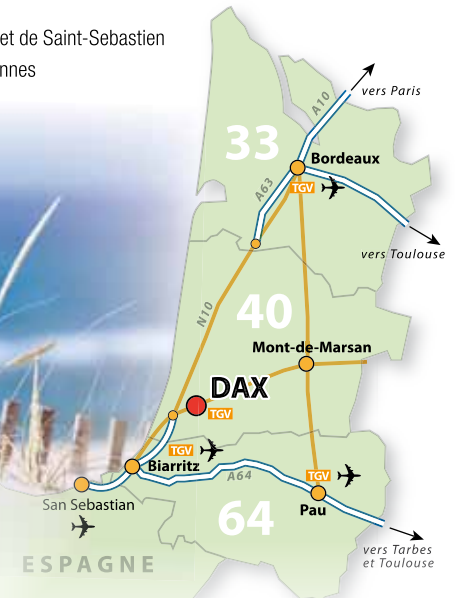 et de Saint-Sebastien
nnes
A10
vers Paris
33
Bordeaux
TGV
A63
vers Toulouse
N10
40
Mont-de-Marsan
DAX
TGV
TGV
Biarritz
A64
TGV
San Sebastian
Pau
64
ESPAGNE
vers Tarbes
et Toulouse